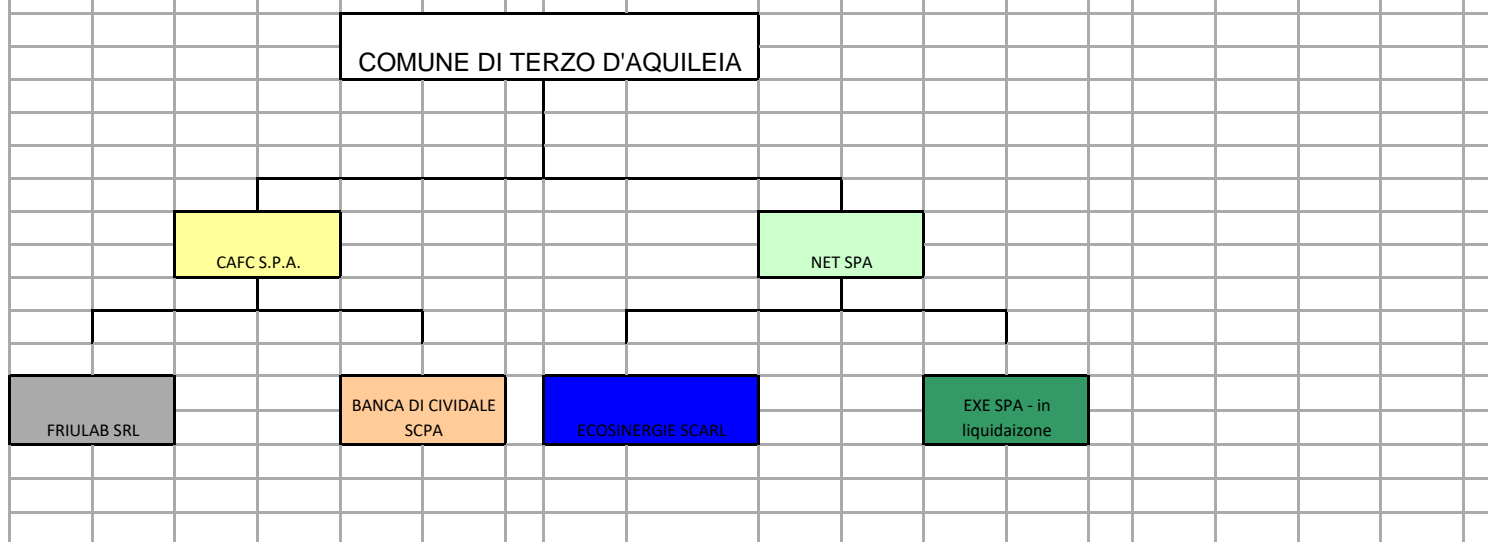 COMUNE DI TERZO D'AQUILEIA
CAFC S.P.A.
NET SPA
FRIULAB SRL
BANCA DI CIVIDALE
SCPA
ECOSINERGIE SCARL
EXE SPA - in
liquidaizone